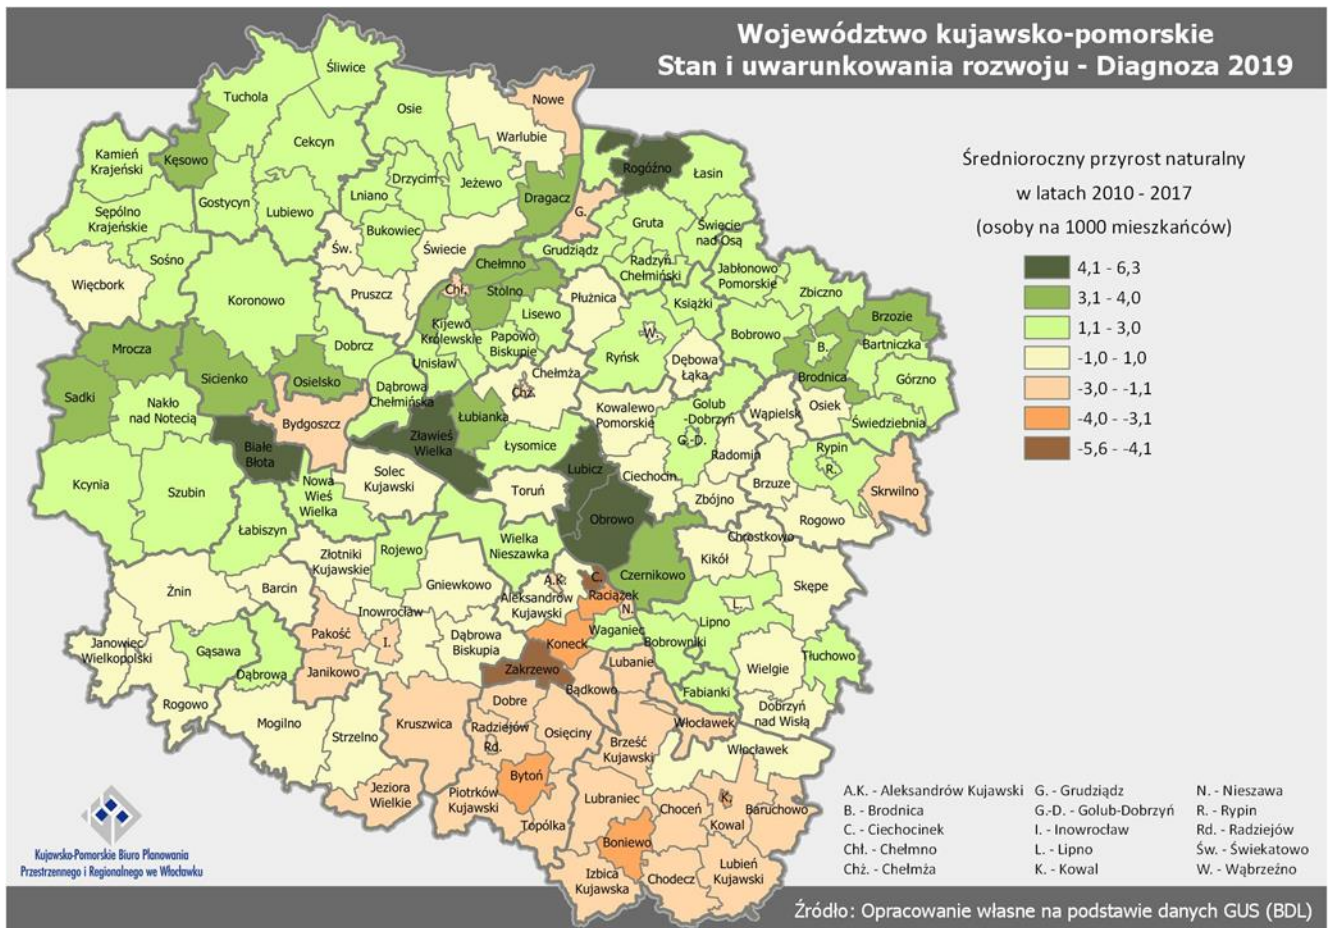 Województwo kujawsko-pomorskie
Stan i uwarunkowania rozwoju - Diagnoza 2019
Średnioroczny przyrost naturalny
w latach 2010 - 2017
(osoby na 1000 mieszkańców)
4,1 - 6,3
3,1 - 4,0
1,1 - 3,0
-1,0 - 1,0
-3,0 - -1,1
-4,0 - -3,1
-5,6 - -4,1
Śliwice
Tuchola
Nowe
Osie
Warlubie
Cekcyn
Kamień
Krajeński
Kęsowo
Rogóźno
Łasin
Drzycim
Jeżewo
Lniano
Dragacz
Gostycyn
Lubiewo
G.
Sępólno
Krajeńskie
Bukowiec
Gruta
Świecie
nad Osą
Św.
Świecie
Grudziądz
Sośno
Chełmno
Radzyń
Chełmiński
Jabłonowo
Pomorskie
Więcbork
Koronowo
Pruszcz
Chł.
Stolno
Płużnica
Zbiczno
Książki
Lisewo
Brzozie
Kijewo
Królewskie
Papowo
Biskupie
W.
Bobrowo
B.
Bartniczka
Mrocza
Dobrcz
Unisław
Ryńsk
Dębowa
Łąka
Chełmża
Sicienko
Osielsko
Dąbrowa
Chełmińska
Brodnica
Górzno
Sadki
Chż.
Nakło
nad Notecią
Golub
-Dobrzyń
Osiek
Kowalewo
Pomorskie
Wąpielsk
Łubianka
Bydgoszcz
Świedziebnia
Zławieś
Wielka
Łysomice
G.-D.
Rypin
Białe
Błota
Radomin
R.
Lubicz
Solec
Kujawski
Ciechocin
Kcynia
Szubin
Nowa
Wieś
Wielka
Toruń
Brzuze
Skrwilno
Zbójno
Obrowo
Rogowo
Łabiszyn
Wielka
Nieszawka
Chrostkowo
Złotniki
Kujawskie
Rojewo
Kikół
Czernikowo
Gniewkowo
A.K.
C.
Skępe
Żnin
Barcin
Aleksandrów
Kujawski
Raciążek
N.
L.
Inowrocław
Lipno
Pakość
Waganiec
I.
Dąbrowa
Biskupia
Koneck
Bobrowniki
Janowiec
Wielkopolski
Gąsawa
Tłuchowo
Lubanie
Wielgie
Dąbrowa
Janikowo
Zakrzewo
Bądkowo
Fabianki
Rogowo
Dobre
Dobrzyń
nad Wisłą
Mogilno
Kruszwica
Włocławek
Radziejów
Osięciny
Strzelno
Rd.
Brześć
Kujawski
Włocławek
Bytoń
Jeziora
Wielkie
Piotrków
Kujawski
Lubraniec
K.
Choceń
Baruchowo
Topólka
Kowal
Boniewo
Izbica
Kujawska
Chodecz
Lubień
Kujawski
A.K. - Aleksandrów Kujawski
B. - Brodnica
C. - Ciechocinek
Chł. - Chełmno
Chż. - Chełmża
G. - Grudziądz
G.-D. - Golub-Dobrzyń
I. - Inowrocław
L. - Lipno
K. - Kowal
N. - Nieszawa
R. - Rypin
Rd. - Radziejów
Św. - Świekatowo
W. - Wąbrzeźno
Kujawsko-Pomorskie Biuro Planowania
Przestrzennego i Regionalnego we Włocławku
Źródło: Opracowanie własne na podstawie danych GUS (BDL)